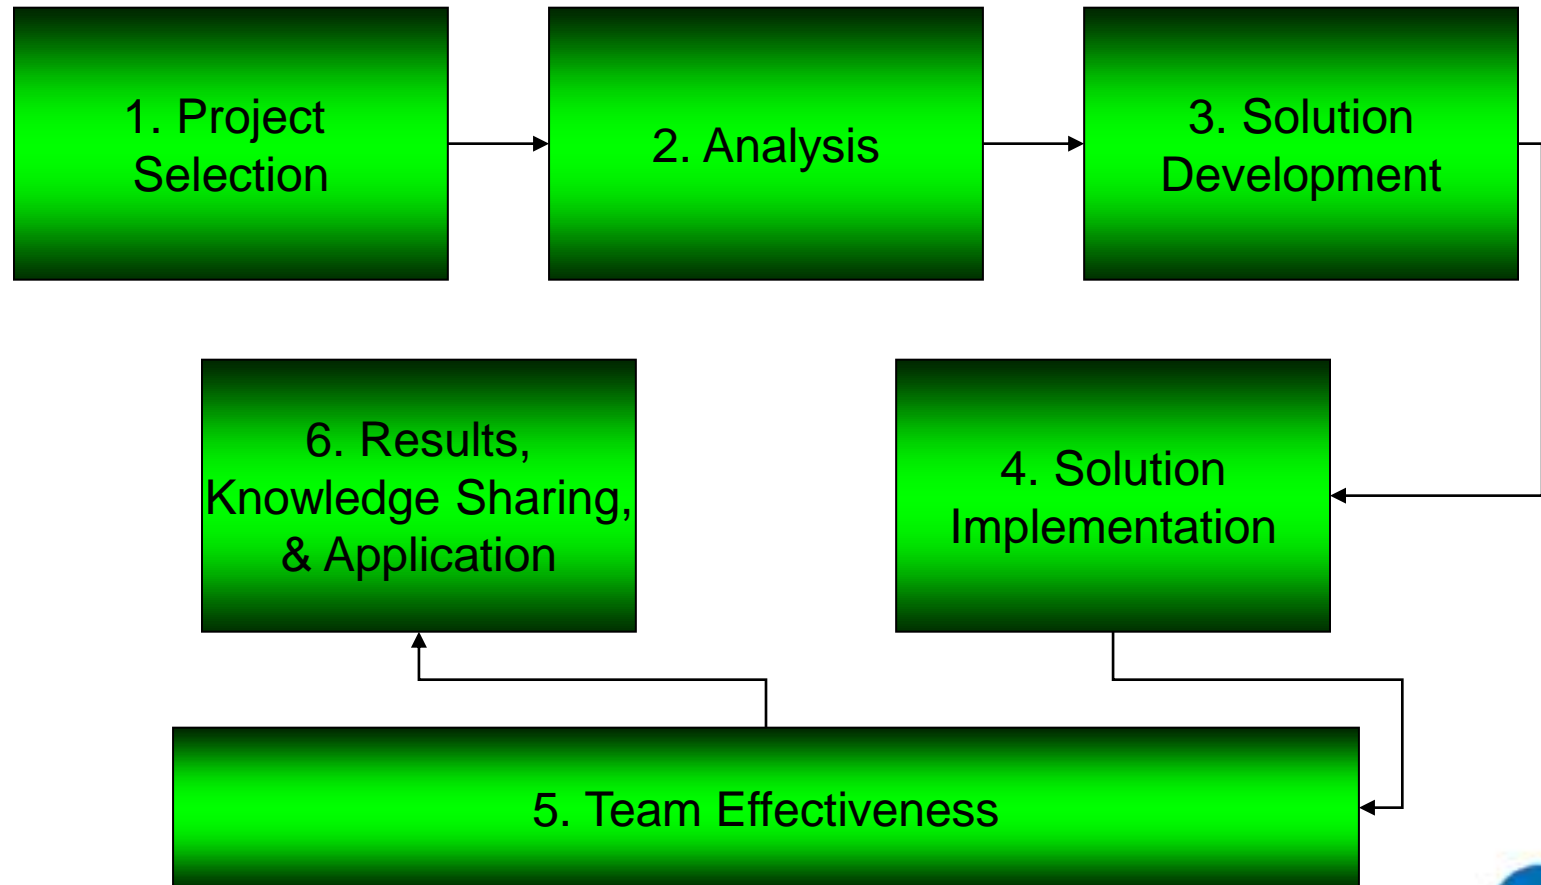 1. Project
Selection
2. Analysis
3. Solution
Development
4. Solution
Implementation
5. Team Effectiveness
6. Results,
Knowledge Sharing,
& Application